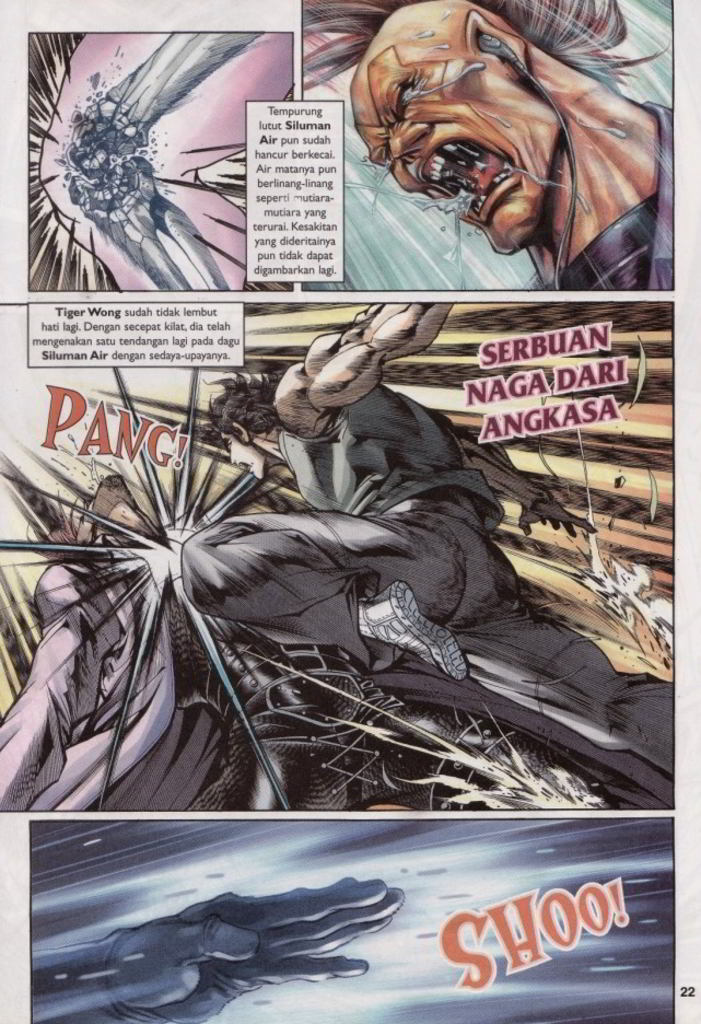 Tempurung
lutut Siluman
Air pun sudah
hancur berkecai.
Air matanya pun
berlinang-linang
seperti mutiara-
mutiara yang
terurai. Kesakitan
yang dideritainya
pun tidak dapat
digambarkan lagi.
Tiger Wong sudah tidak lembut
hati lagi. Dengan secepat kilat, dia telah
mengenakan satu tendangan lagi pada dagu
Siluman Air dengan sedaya-upayanya.
PANG!
SERBUAN
NAGA DARI
ANGKASA
SHOO!
22